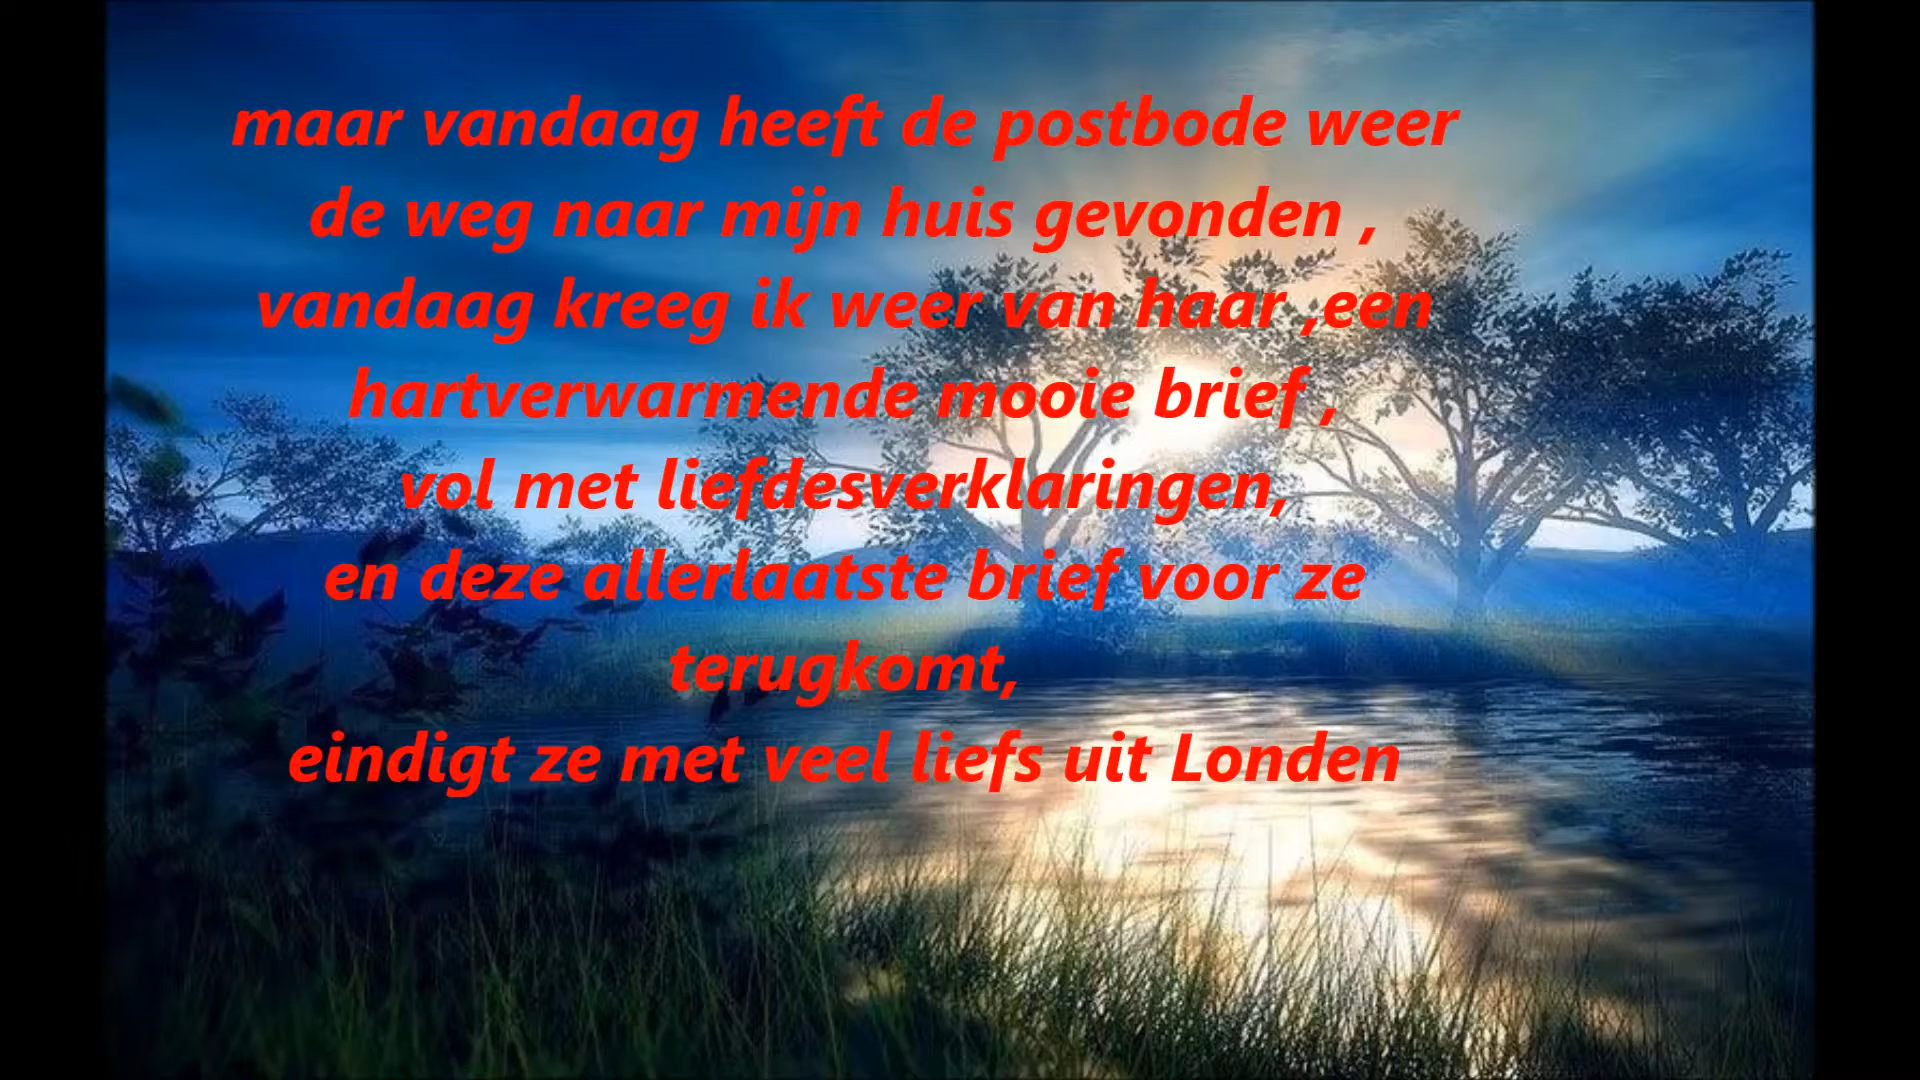 maar vandaag heeft de postbode weer
de weg naar mijn huis gevonden ,
vandaag kreeg ik weer van haar ,een
hartverwarmende mooie brief ,
vol met liefdesverklaringen,
en deze allerlaatste brief voor ze
terugkomt,
eindigt ze met veel liefs uit Londen